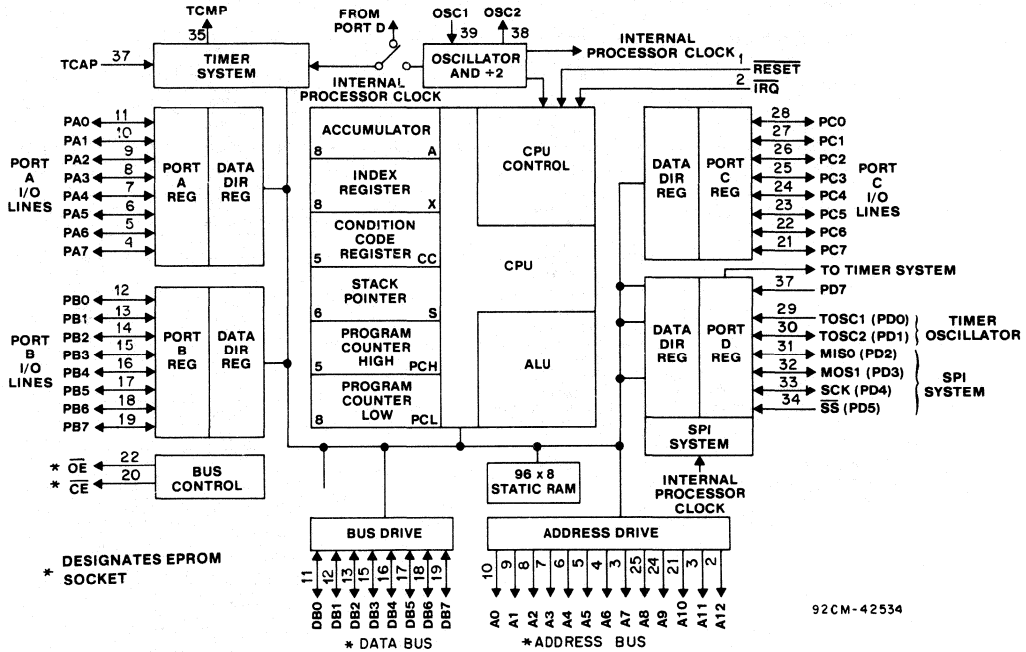 TCMP
35
FROM
PORT D
OSC1
OSC2
39
38
37
TCAP
TIMER
SYSTEM
INTERNAL
PROCESSOR CLOCK
OSCILLATOR
AND ÷2
INTERNAL
PROCESSOR CLOCK
1
RESET
2
IRQ
PORT
A
I/O
LINES
PA0 11
PA1 10
PA2 9
PA3 8
PA4 7
PA5 6
PA6 5
PA7 4
PORT
A
REG
DATA
DIR
REG
ACCUMULATOR
8 A
INDEX
REGISTER
8 X
CONDITION
CODE
REGISTER
5 CC
STACK
POINTER
6 S
PROGRAM
COUNTER
HIGH
5 PCH
PROGRAM
COUNTER
LOW
8 PCL
CPU
CONTROL
CPU
ALU
DATA
DIR
REG
PORT
C
REG
28 PC0
27 PC1
26 PC2
25 PC3
24 PC4
23 PC5
22 PC6
21 PC7
PORT
C
I/O
LINES
PORT
B
I/O
LINES
PB0 12
PB1 13
PB2 14
PB3 15
PB4 16
PB5 17
PB6 18
PB7 19
PORT
B
REG
DATA
DIR
REG
DATA
DIR
REG
PORT
D
REG
TO TIMER SYSTEM
37 PD7
29 TOSC1 (PD0)
30 TOSC2 (PD1)
31 MISO (PD2)
32 MOS1 (PD3)
33 SCK (PD4)
34 SS (PD5)
TIMER
OSCILLATOR
SPI
SYSTEM
SPI
SYSTEM
INTERNAL
PROCESSOR
CLOCK
* OE 22
* CE 20
BUS
CONTROL
96 x 8
STATIC RAM
BUS DRIVE
ADDRESS DRIVE
* DESIGNATES EPROM
SOCKET
11 12 13 15 16 17 18 19
DB0 DB1 DB2 DB3 DB4 DB5 DB6 DB7
* DATA BUS
10 9 8 7 6 5 4 3 25 24 21 3 2
A0 A1 A2 A3 A4 A5 A6 A7 A8 A9 A10 A11 A12
* ADDRESS BUS
92CM-42534